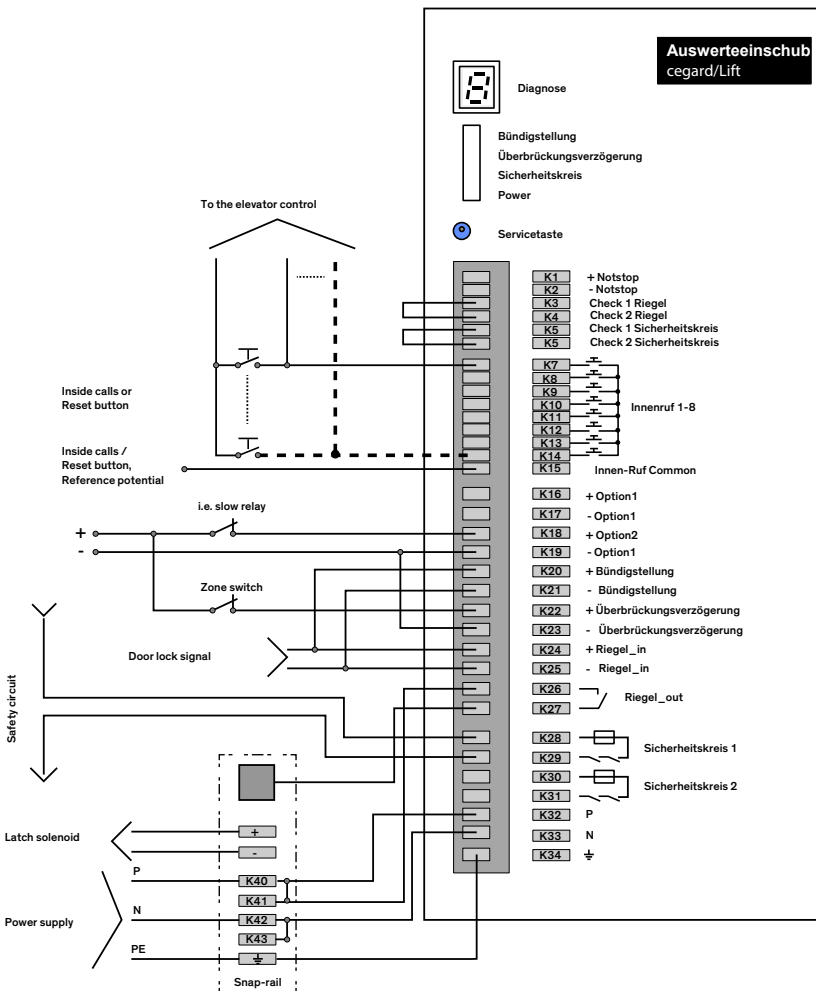 Auswerteeinschub
cegard/Lift
Diagnose
Bündigstellung
Überbrückungsverzögerung
Sicherheitskreis
Power
Servicetaste
To the elevator control
Inside calls or
Reset button
Inside calls /
Reset button,
Reference potential
i.e. slow relay
+
-
Zone switch
Door lock signal
Safety circuit
Latch solenoid
+
-
Power supply
P
N
PE
K40
K41
K42
K43
Snap-rail
K1 + Notstop
K2 - Notstop
K3 Check 1 Riegel
K4 Check 2 Riegel
K5 Check 1 Sicherheitskreis
K5 Check 2 Sicherheitskreis
K7
K8
K9
K10
K11
K12
K13
K14
Innenruf 1-8
K15 Innen-Ruf Common
K16 + Option1
K17 - Option1
K18 + Option2
K19 - Option1
K20 + Bündigstellung
K21 - Bündigstellung
K22 + Überbrückungsverzögerung
K23 - Überbrückungsverzögerung
K24 + Riegel_in
K25 - Riegel_in
K26
K27
Riegel_out
K28
K29
Sicherheitskreis 1
K30
K31
Sicherheitskreis 2
K32 P
K33 N
K34